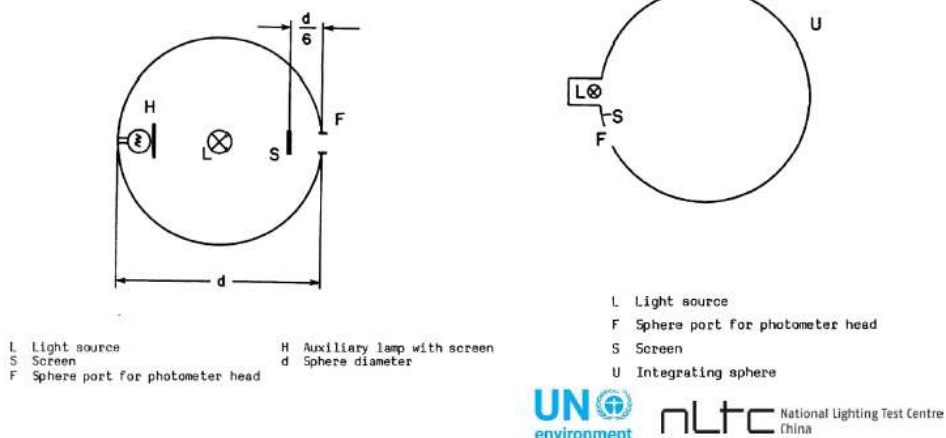 d
6
H
F
L
S
d
L Light source
S Screen
F Sphere port for photometer head
H Auxiliary lamp with screen
d Sphere diameter
U
L
S
F
L Light source
F Sphere port for photometer head
S Screen
U Integrating sphere
UN
environment
nltc National Lighting Test Centre
China